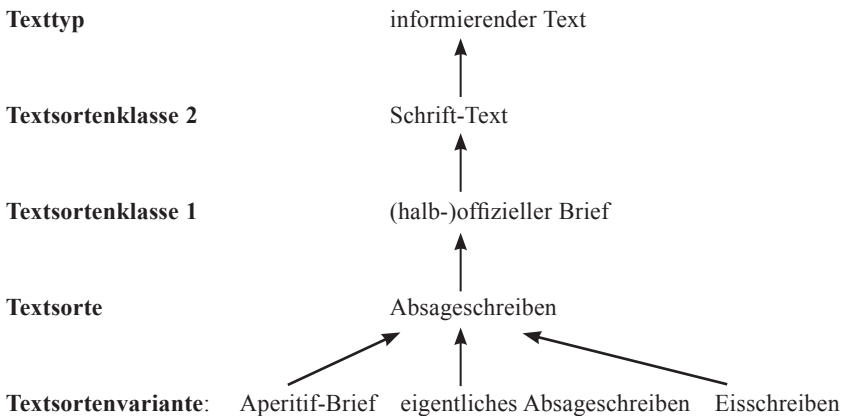 Texttyp informierender Text
Textsortenklasse 2 Schrift-Text
Textsortenklasse 1 (halb-)offizieller Brief
Textsorte Absageschreiben
Textsortenvariante: Aperitif-Brief eigentliches Absageschreiben Eisschreiben